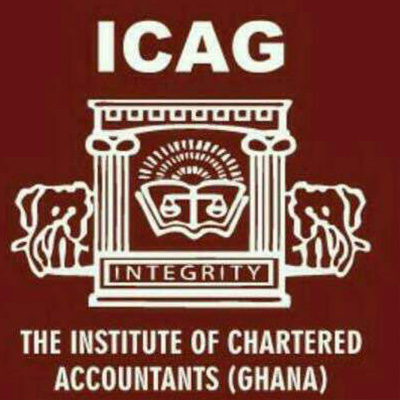 ICAG
INTEGRITY
THE INSTITUTE OF CHARTERED
ACCOUNTANTS (GHANA)